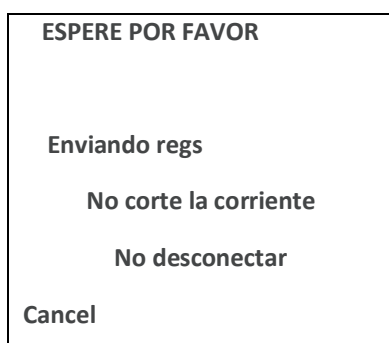 ESPERE POR FAVOR
Enviando regs
No corte la corriente
No desconectar
Cancel